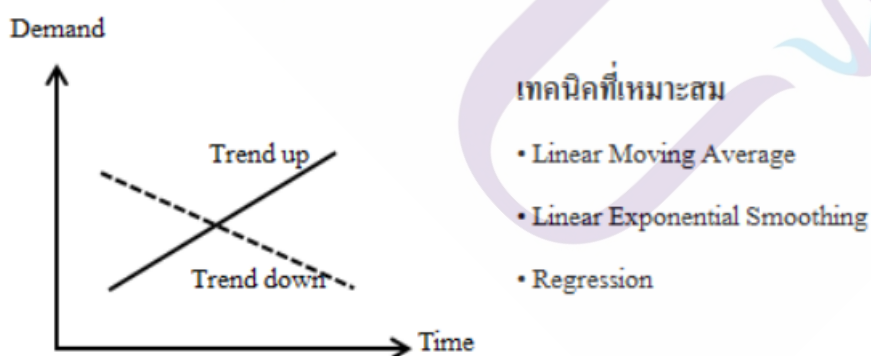 Demand
Trend up
Trend down
Time
เทคนิคที่เหมาะสม
• Linear Moving Average
• Linear Exponential Smoothing
• Regression